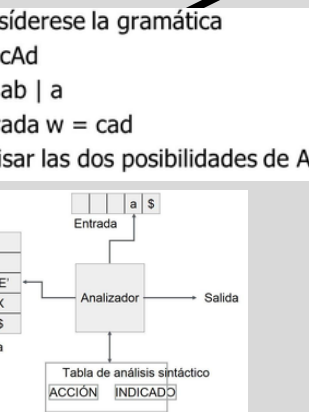 síderese la gramática
cAd
ab | a
ada w = cad
isar las dos posibilidades de A
a $
Entrada
E'
X
$
Analizador
Salida
a
Tabla de análisis sintáctico
ACCIÓN INDICADO